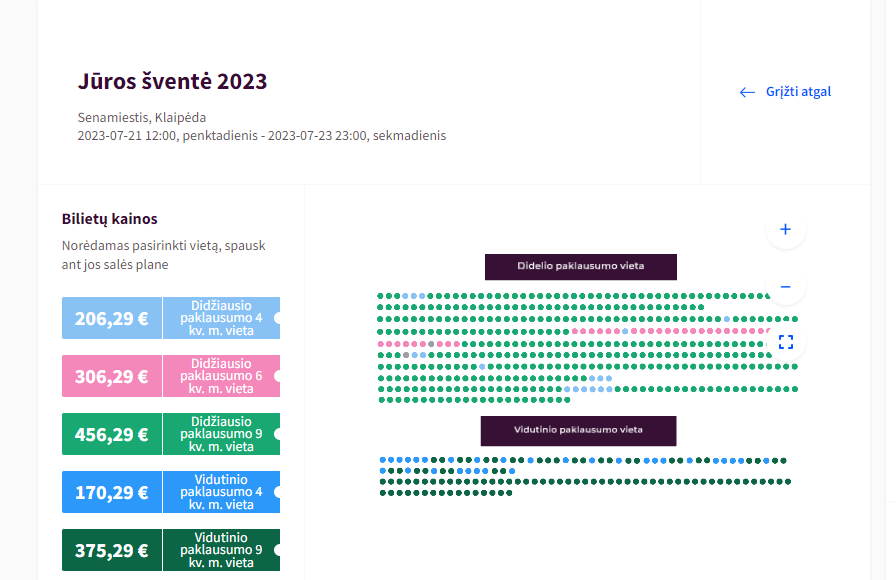 Jūros šventė 2023
Grįžti atgal
Senamiestis, Klaipėda
2023-07-21 12:00, penktadienis - 2023-07-23 23:00, sekmadienis
Bilietų kainos
Norėdamas pasirinkti vietą, spausk
ant jos salės plane
206,29 €
Didžiausio
paklausumo 4
kv. m. vieta
306,29 €
Didžiausio
paklausumo 6
kv. m. vieta
456,29 €
Didžiausio
paklausumo 9
kv. m. vieta
170,29 €
Vidutinio
paklausumo 4
kv. m. vieta
375,29 €
Vidutinio
paklausumo 9
kv. m. vieta
Didelio paklausumo vieta
Vidutinio paklausumo vieta